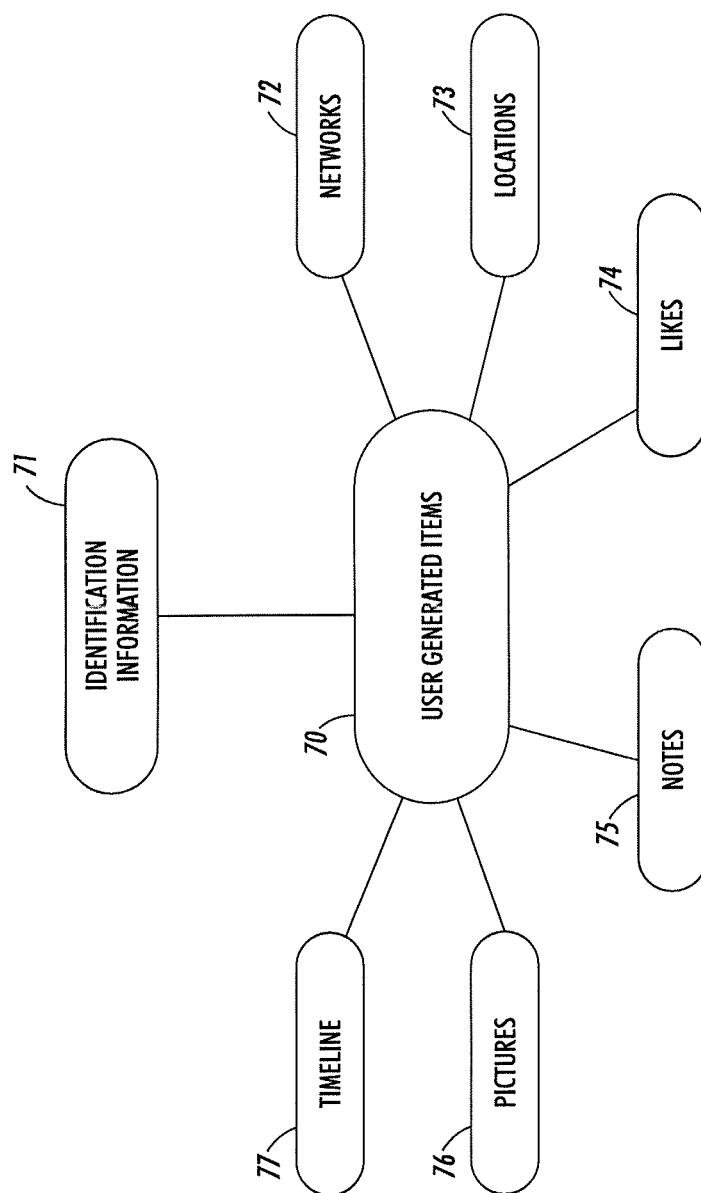 71
IDENTIFICATION
INFORMATION
77
TIMELINE
72
NETWORKS
70
USER GENERATED ITEMS
76
PICTURES
73
LOCATIONS
75
NOTES
74
LIKES